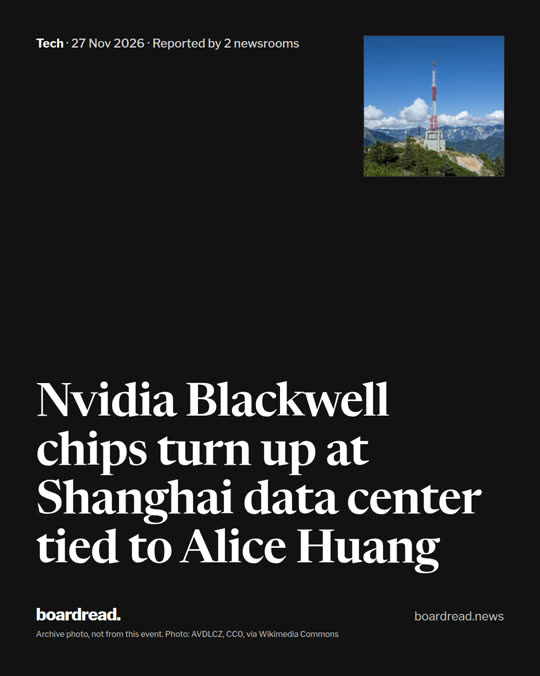 Tech · 27 Nov 2026 · Reported by 2 newsrooms
Nvidia Blackwell
chips turn up at
Shanghai data center
tied to Alice Huang
boardread.
boardread.news
Archive photo, not from this event. Photo: AVDLCZ, CC0, via Wikimedia Commons